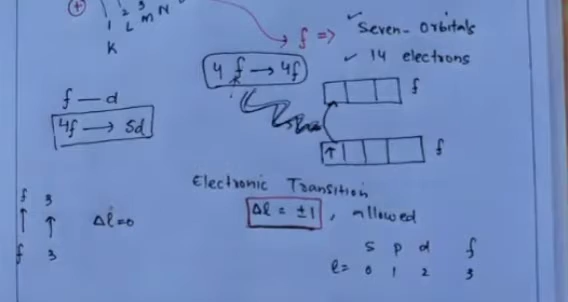 + 1 2 3
K L M N
f => Seven- Orbitals
✓ 14 electrons
4f → 4f
f
f — d
4f → 5d
f
Electronic Transition
Δl = ±1, allowed
f 3
↑ ↑ Δl=0
f 3
s p d f
l= 0 1 2 3